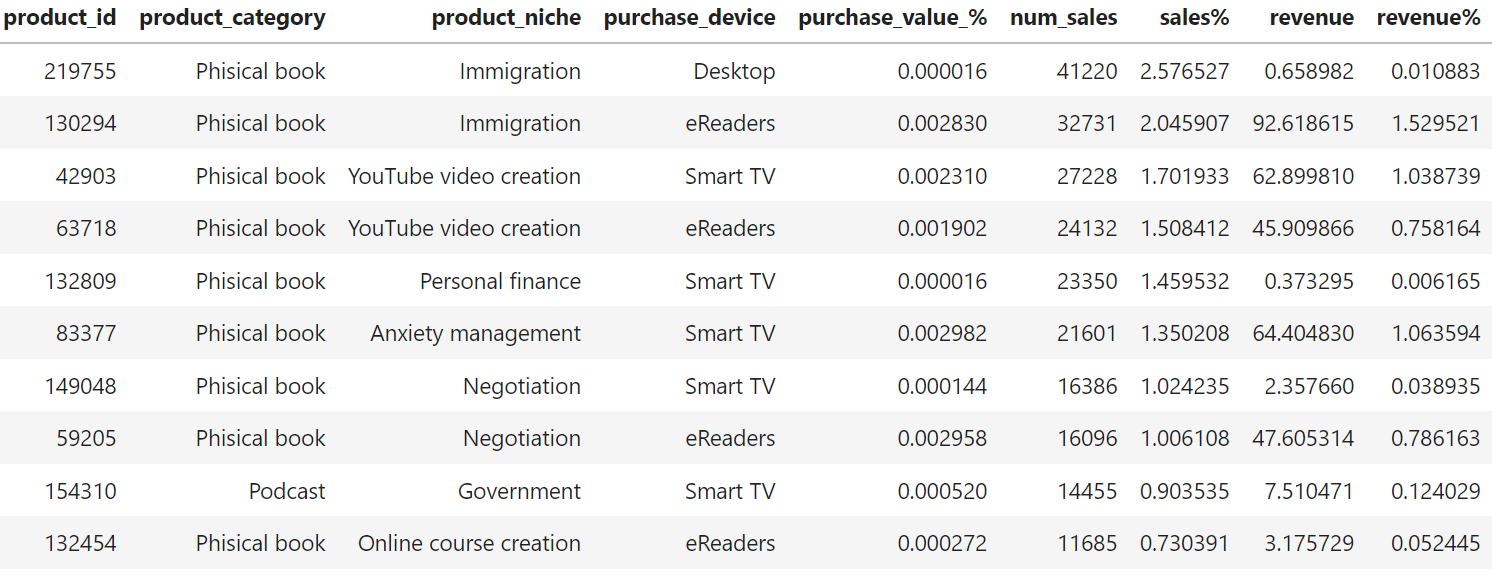 product_id product_category product_niche purchase_device purchase_value_% num_sales sales% revenue revenue%
219755 Phisical book Immigration Desktop 0.000016 41220 2.576527 0.658982 0.010883
130294 Phisical book Immigration eReaders 0.002830 32731 2.045907 92.618615 1.529521
42903 Phisical book YouTube video creation Smart TV 0.002310 27228 1.701933 62.899810 1.038739
63718 Phisical book YouTube video creation eReaders 0.001902 24132 1.508412 45.909866 0.758164
132809 Phisical book Personal finance Smart TV 0.000016 23350 1.459532 0.373295 0.006165
83377 Phisical book Anxiety management Smart TV 0.002982 21601 1.350208 64.404830 1.063594
149048 Phisical book Negotiation Smart TV 0.000144 16386 1.024235 2.357660 0.038935
59205 Phisical book Negotiation eReaders 0.002958 16096 1.006108 47.605314 0.786163
154310 Podcast Government Smart TV 0.000520 14455 0.903535 7.510471 0.124029
132454 Phisical book Online course creation eReaders 0.000272 11685 0.730391 3.175729 0.052445